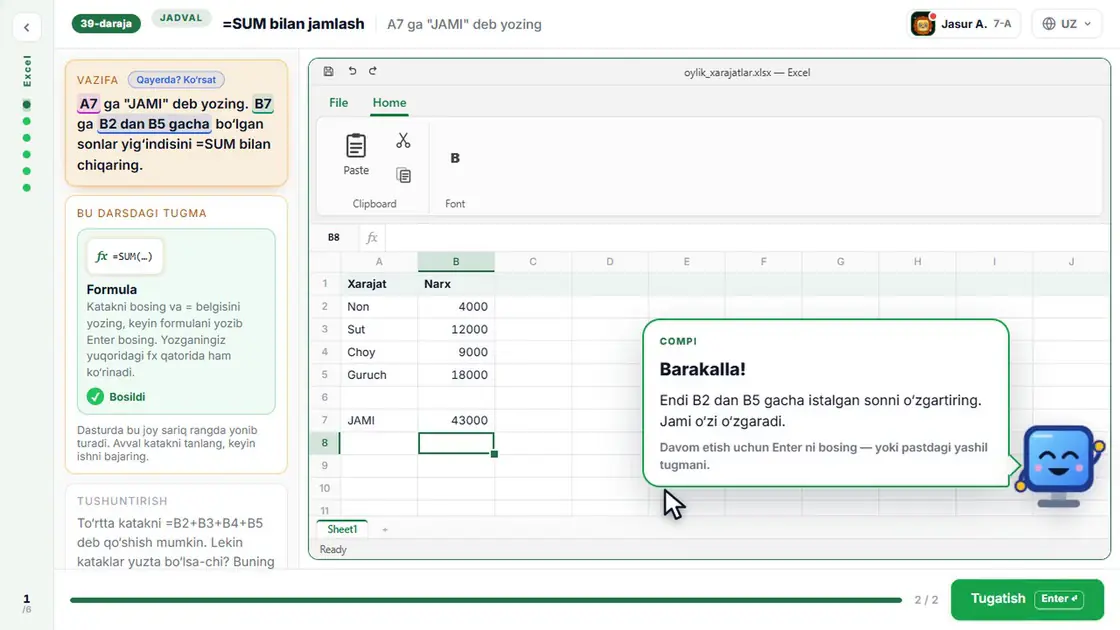 39-daraja
JADVAL
=SUM bilan jamlash
A7 ga "JAMI" deb yozing
Jasur A. 7-A
UZ
Excel
1
/6
VAZIFA
Qayerda? Ko‘rsat
A7 ga "JAMI" deb yozing. B7
ga B2 dan B5 gacha bo‘lgan
sonlar yig‘indisini =SUM bilan
chiqaring.
BU DARSDAGI TUGMA
fx =SUM(…)
Formula
Katakni bosing va = belgisini
yozing, keyin formulani yozib
Enter bosing. Yozganingiz
yuqoridagi fx qatorida ham
ko‘rinadi.
Bosildi
Dasturda bu joy sariq rangda yonib
turadi. Avval katakni tanlang, keyin
ishni bajaring.
TUSHUNTIRISH
To‘rtta katakni =B2+B3+B4+B5
deb qo‘shish mumkin. Lekin
kataklar yuzta bo‘lsa-chi? Buning
oylik_xarajatlar.xlsx — Excel
File Home
Paste
B
Clipboard
Font
B8 fx
A B C D E F G H I J
1 Xarajat Narx
2 Non 4000
3 Sut 12000
4 Choy 9000
5 Guruch 18000
6
7 JAMI 43000
8
9
10
11
Sheet1 +
Ready
COMPI
Barakalla!
Endi B2 dan B5 gacha istalgan sonni o‘zgartiring.
Jami o‘zi o‘zgaradi.
Davom etish uchun Enter ni bosing — yoki pastdagi yashil
tugmani.
2 / 2
Tugatish Enter ↵